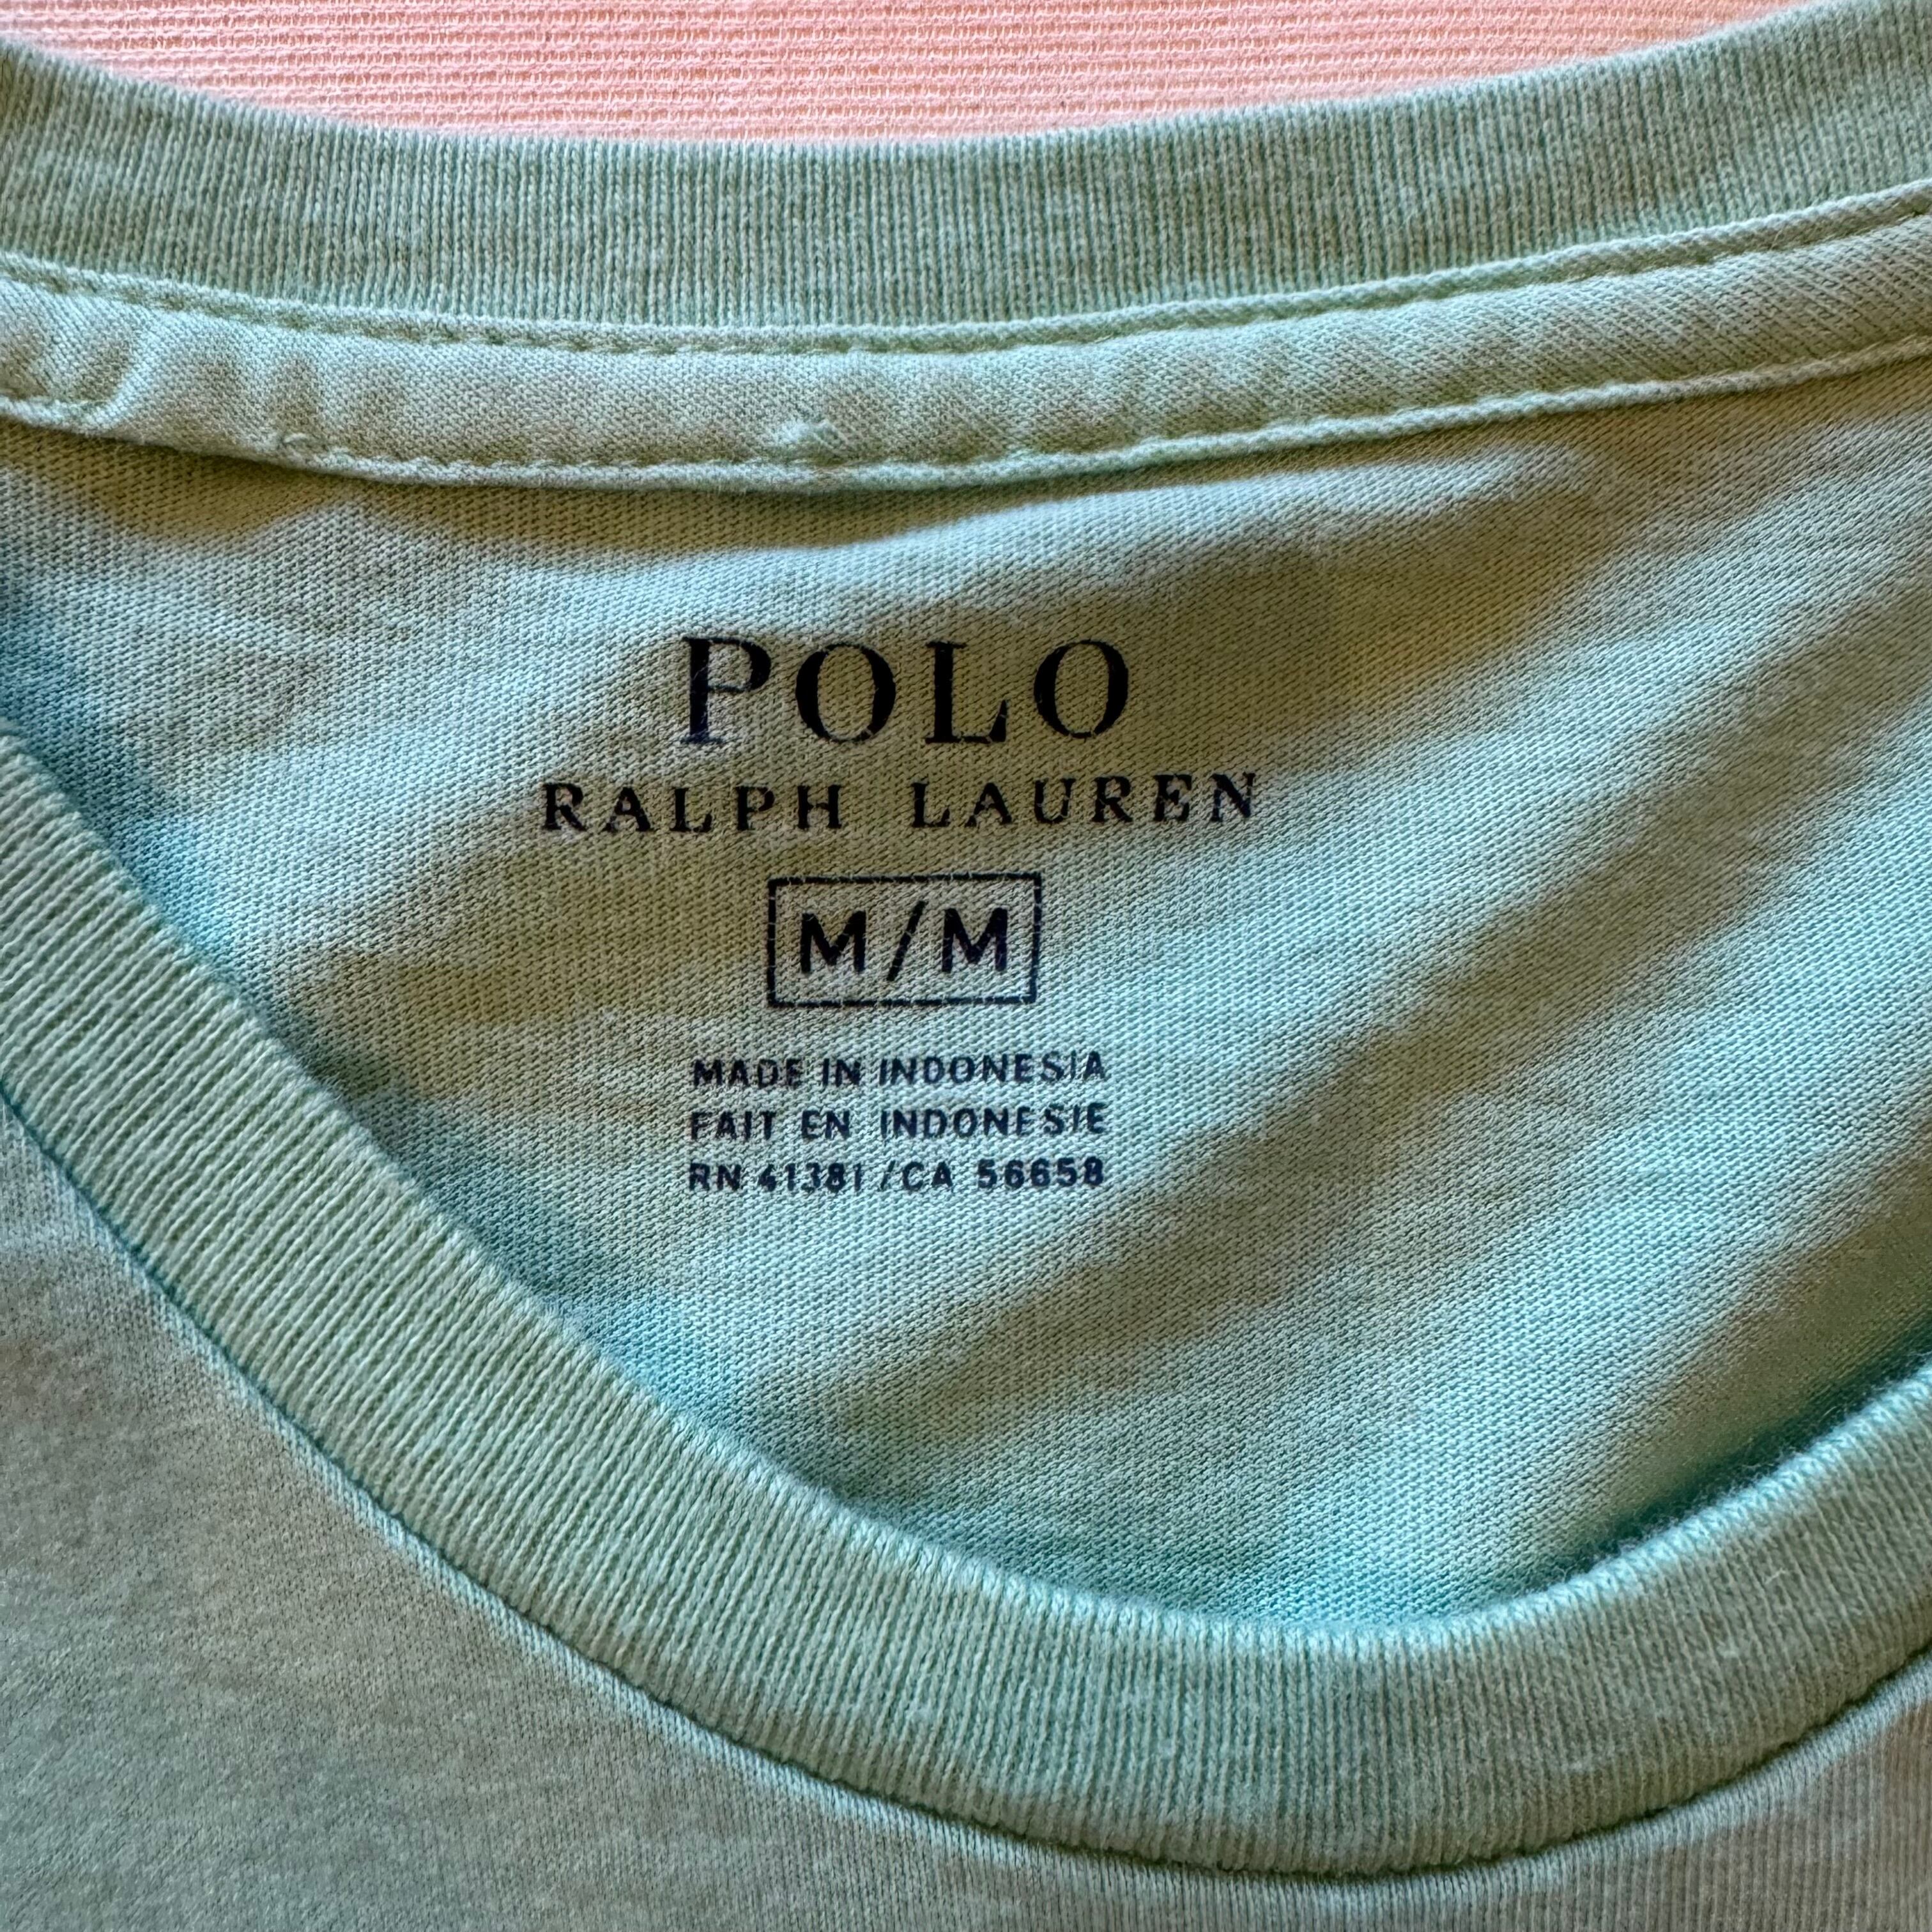 POLO
RALPH LAUREN
M/M
MADE IN INDONESIA
FAIT EN INDONESIE
RN 41381 /CA 56658